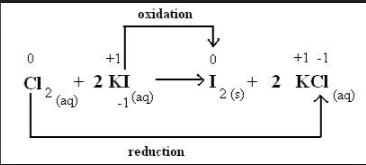 oxidation
0 +1 0 +1 -1
Cl2 (aq) + 2 KI (aq) → I2 (s) + 2 KCl (aq)
-1
reduction